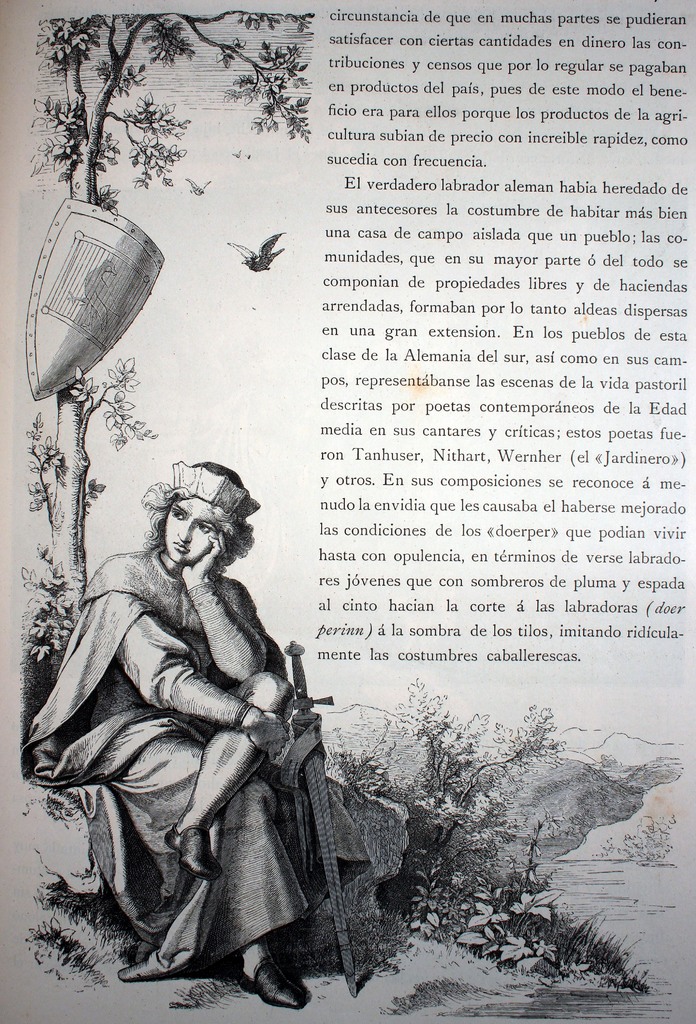 circunstancia de que en muchas partes se pudieran
satisfacer con ciertas cantidades en dinero las con-
tribuciones y censos que por lo regular se pagaban
en productos del país, pues de este modo el bene-
ficio era para ellos porque los productos de la agri-
cultura subian de precio con increible rapidez, como
sucedia con frecuencia.
El verdadero labrador aleman habia heredado de
sus antecesores la costumbre de habitar más bien
una casa de campo aislada que un pueblo; las co-
munidades, que en su mayor parte ó del todo se
componian de propiedades libres y de haciendas
arrendadas, formaban por lo tanto aldeas dispersas
en una gran extension. En los pueblos de esta
clase de la Alemania del sur, así como en sus cam-
pos, representábanse las escenas de la vida pastoril
descritas por poetas contemporáneos de la Edad
media en sus cantares y críticas; estos poetas fue-
ron Tanhuser, Nithart, Wernher (el «Jardinero»)
y otros. En sus composiciones se reconoce á me-
nudo la envidia que les causaba el haberse mejorado
las condiciones de los «doerper» que podian vivir
hasta con opulencia, en términos de verse labrado-
res jóvenes que con sombreros de pluma y espada
al cinto hacian la corte á las labradoras (doer
perinn) á la sombra de los tilos, imitando ridícula-
mente las costumbres caballerescas.